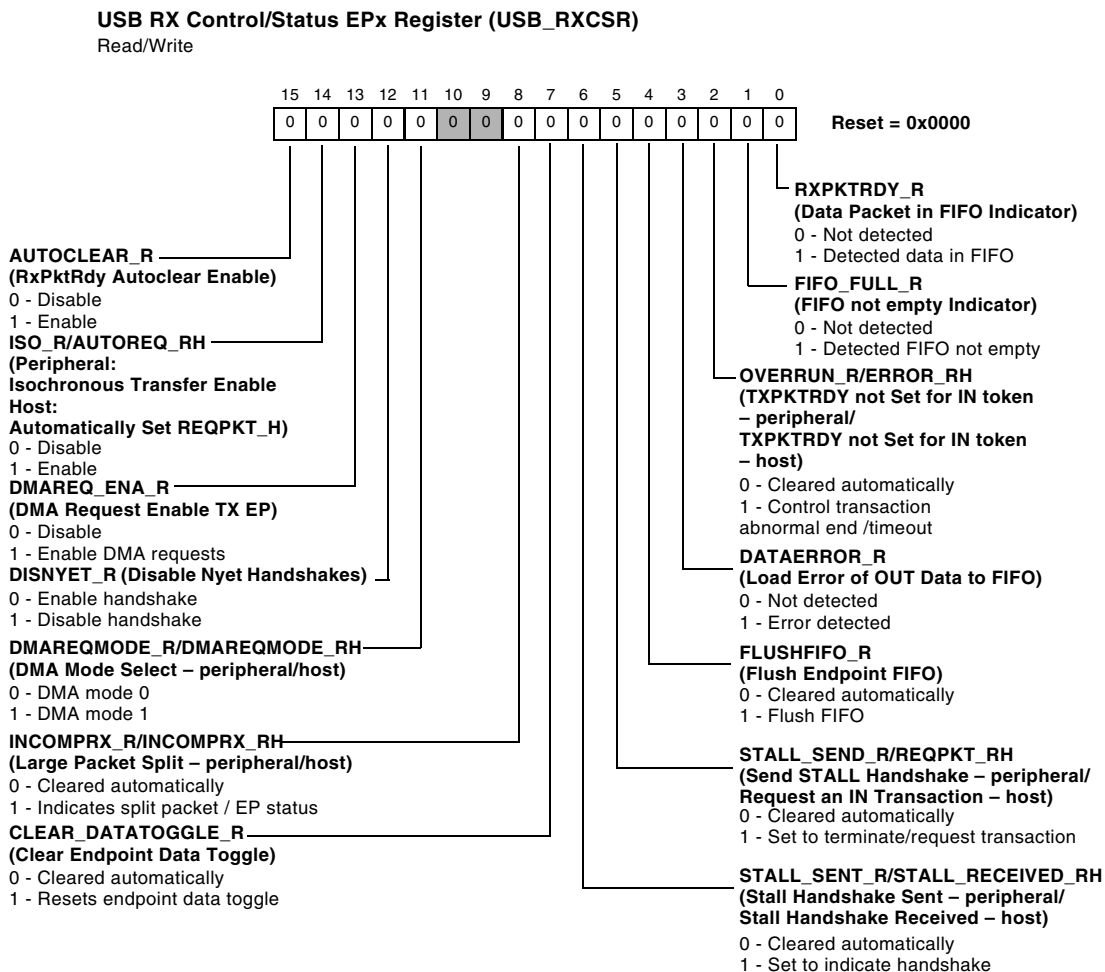 USB RX Control/Status EPx Register (USB_RXCSR)
Read/Write
15 14 13 12 11 10 9 8 7 6 5 4 3 2 1 0
0 0 0 0 0 0 0 0 0 0 0 0 0 0 0 0
Reset = 0x0000
AUTOCLEAR_R
(RxPktRdy Autoclear Enable)
0 - Disable
1 - Enable
ISO_R/AUTOREQ_RH
(Peripheral:
Isochronous Transfer Enable
Host:
Automatically Set REQPKT_H)
0 - Disable
1 - Enable
DMAREQ_ENA_R
(DMA Request Enable TX EP)
0 - Disable
1 - Enable DMA requests
DISNYET_R (Disable Nyet Handshakes)
0 - Enable handshake
1 - Disable handshake
DMAREQMODE_R/DMAREQMODE_RH
(DMA Mode Select – peripheral/host)
0 - DMA mode 0
1 - DMA mode 1
INCOMPRX_R/INCOMPRX_RH
(Large Packet Split – peripheral/host)
0 - Cleared automatically
1 - Indicates split packet / EP status
CLEAR_DATATOGGLE_R
(Clear Endpoint Data Toggle)
0 - Cleared automatically
1 - Resets endpoint data toggle
RXPKTRDY_R
(Data Packet in FIFO Indicator)
0 - Not detected
1 - Detected data in FIFO
FIFO_FULL_R
(FIFO not empty Indicator)
0 - Not detected
1 - Detected FIFO not empty
OVERRUN_R/ERROR_RH
(TXPKTRDY not Set for IN token
– peripheral/
TXPKTRDY not Set for IN token
– host)
0 - Cleared automatically
1 - Control transaction
abnormal end /timeout
DATAERROR_R
(Load Error of OUT Data to FIFO)
0 - Not detected
1 - Error detected
FLUSHFIFO_R
(Flush Endpoint FIFO)
0 - Cleared automatically
1 - Flush FIFO
STALL_SEND_R/REQPKT_RH
(Send STALL Handshake – peripheral/
Request an IN Transaction – host)
0 - Cleared automatically
1 - Set to terminate/request transaction
STALL_SENT_R/STALL_RECEIVED_RH
(Stall Handshake Sent – peripheral/
Stall Handshake Received – host)
0 - Cleared automatically
1 - Set to indicate handshake